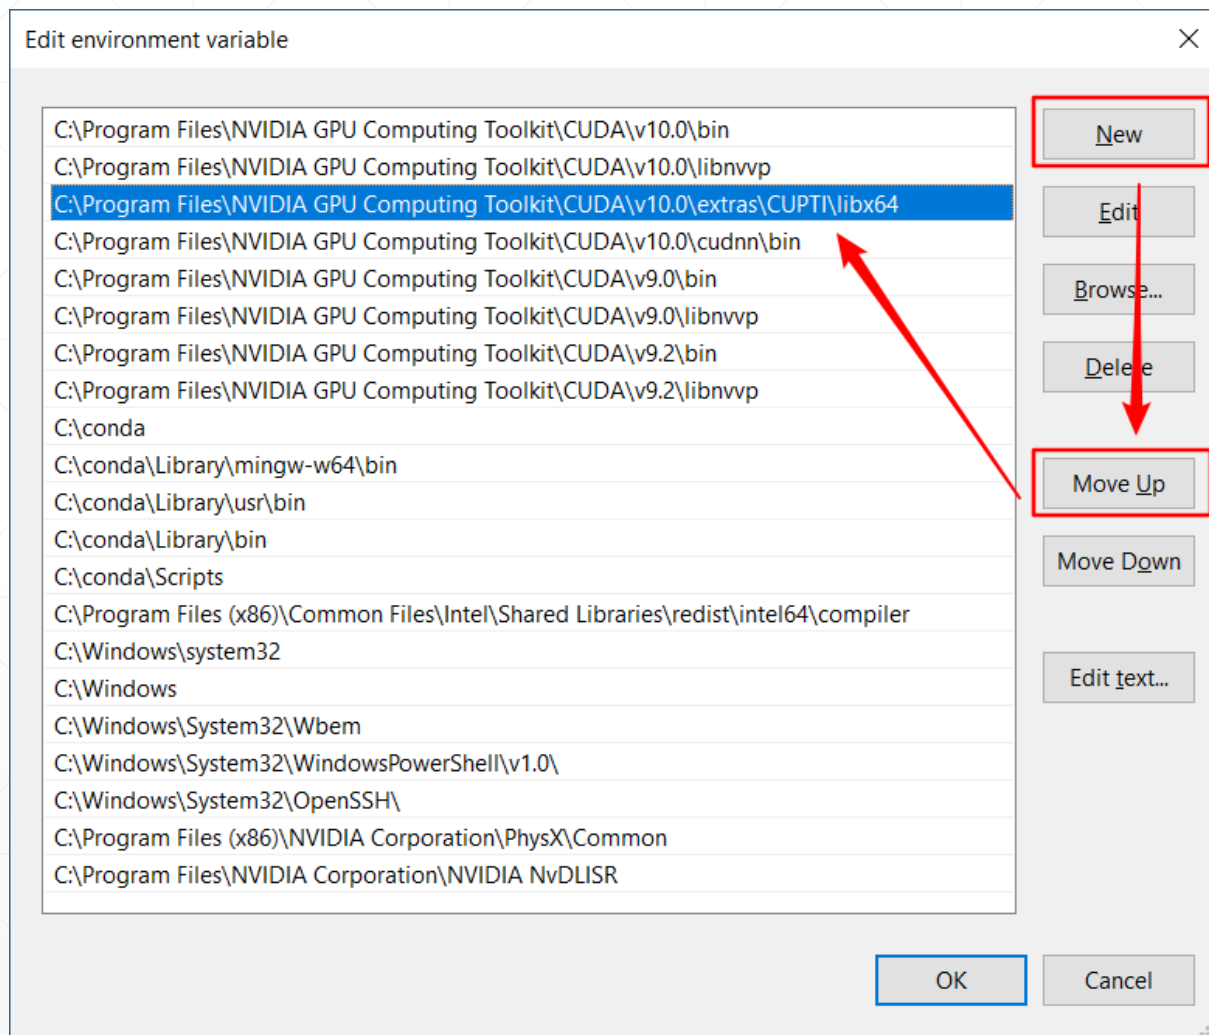 Edit environment variable
C:\Program Files\NVIDIA GPU Computing Toolkit\CUDA\v10.0\bin
C:\Program Files\NVIDIA GPU Computing Toolkit\CUDA\v10.0\libnvvp
C:\Program Files\NVIDIA GPU Computing Toolkit\CUDA\v10.0\extras\CUPTI\libx64
C:\Program Files\NVIDIA GPU Computing Toolkit\CUDA\v10.0\cudnn\bin
C:\Program Files\NVIDIA GPU Computing Toolkit\CUDA\v9.0\bin
C:\Program Files\NVIDIA GPU Computing Toolkit\CUDA\v9.0\libnvvp
C:\Program Files\NVIDIA GPU Computing Toolkit\CUDA\v9.2\bin
C:\Program Files\NVIDIA GPU Computing Toolkit\CUDA\v9.2\libnvvp
C:\conda
C:\conda\Library\mingw-w64\bin
C:\conda\Library\usr\bin
C:\conda\Library\bin
C:\conda\Scripts
C:\Program Files (x86)\Common Files\Intel\Shared Libraries\redist\intel64\compiler
C:\Windows\system32
C:\Windows
C:\Windows\System32\Wbem
C:\Windows\System32\WindowsPowerShell\v1.0\
C:\Windows\System32\OpenSSH\
C:\Program Files (x86)\NVIDIA Corporation\PhysX\Common
C:\Program Files\NVIDIA Corporation\NVIDIA NvDLISR
New
Edit
Browse...
Delete
Move Up
Move Down
Edit text...
OK
Cancel